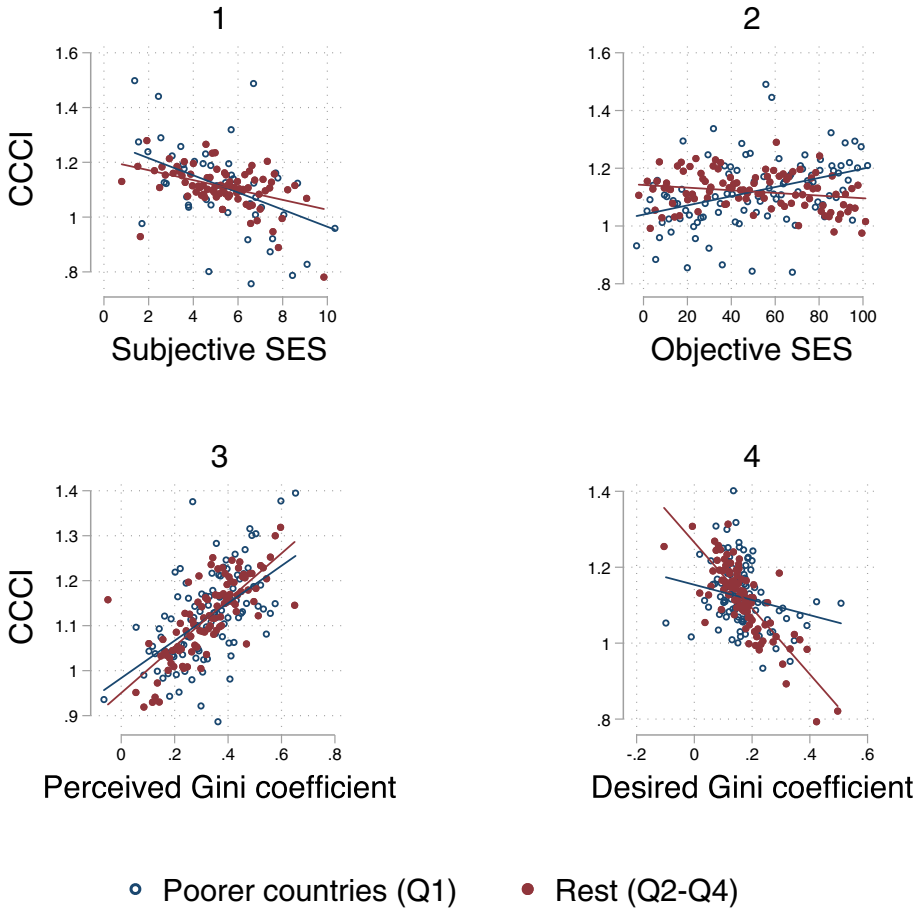 1
CCCI
1.6
1.4
1.2
1
.8
0 2 4 6 8 10
Subjective SES
2
1.6
1.4
1.2
1
.8
0 20 40 60 80 100
Objective SES
3
CCCI
1.4
1.3
1.2
1.1
1
.9
0 .2 .4 .6 .8
Perceived Gini coefficient
4
1.4
1.2
1
.8
-.2 0 .2 .4 .6
Desired Gini coefficient
Poorer countries (Q1) Rest (Q2-Q4)